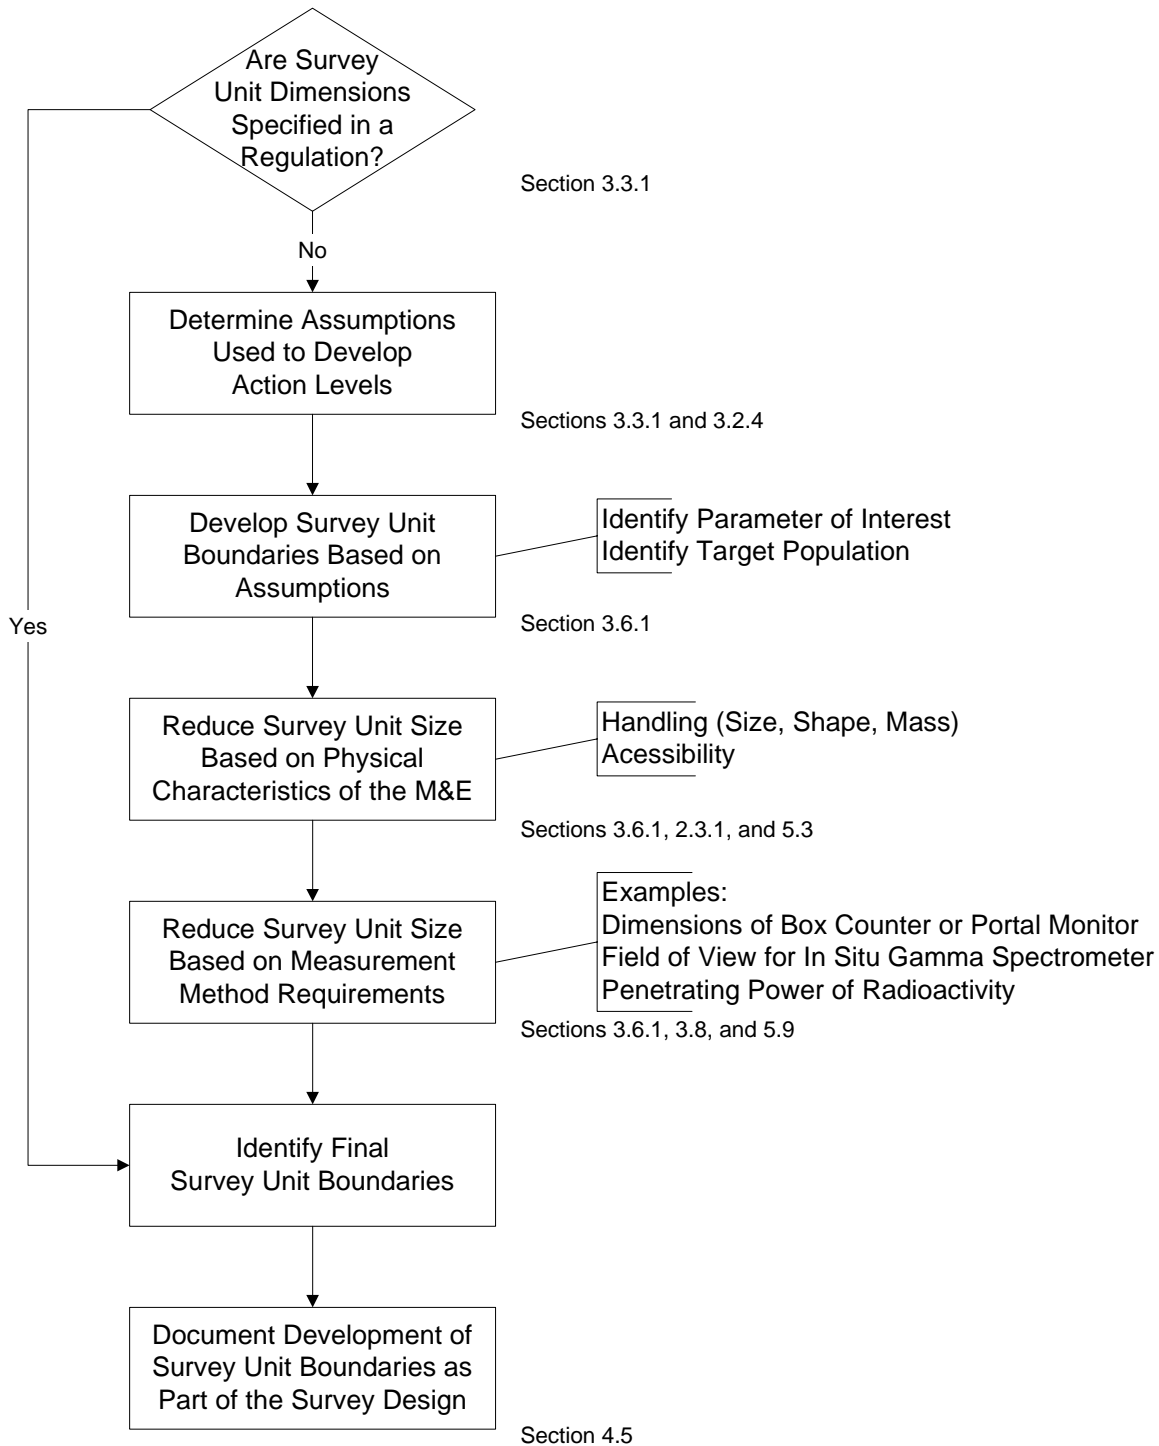 Are Survey
Unit Dimensions
Specified in a
Regulation?
Section 3.3.1
No
Determine Assumptions
Used to Develop
Action Levels
Sections 3.3.1 and 3.2.4
Develop Survey Unit
Boundaries Based on
Assumptions
Identify Parameter of Interest
Identify Target Population
Section 3.6.1
Yes
Reduce Survey Unit Size
Based on Physical
Characteristics of the M&E
Handling (Size, Shape, Mass)
Acessibility
Sections 3.6.1, 2.3.1, and 5.3
Reduce Survey Unit Size
Based on Measurement
Method Requirements
Examples:
Dimensions of Box Counter or Portal Monitor
Field of View for In Situ Gamma Spectrometer
Penetrating Power of Radioactivity
Sections 3.6.1, 3.8, and 5.9
Identify Final
Survey Unit Boundaries
Document Development of
Survey Unit Boundaries as
Part of the Survey Design
Section 4.5